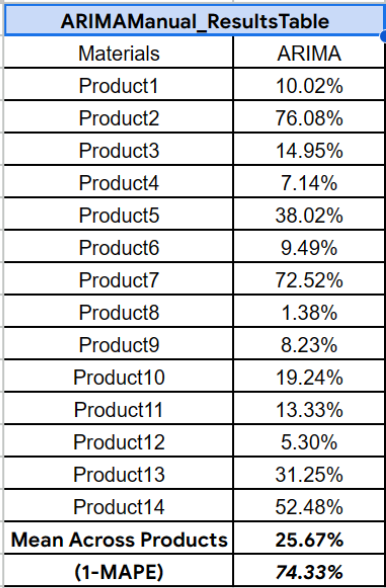 ARIMAManual_ResultsTable
Materials ARIMA
Product1 10.02%
Product2 76.08%
Product3 14.95%
Product4 7.14%
Product5 38.02%
Product6 9.49%
Product7 72.52%
Product8 1.38%
Product9 8.23%
Product10 19.24%
Product11 13.33%
Product12 5.30%
Product13 31.25%
Product14 52.48%
Mean Across Products 25.67%
(1-MAPE) 74.33%